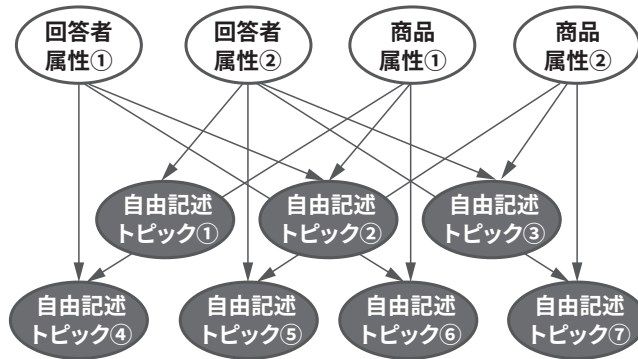 回答者
属性①
回答者
属性②
商品
属性①
商品
属性②
自由記述
トピック①
自由記述
トピック②
自由記述
トピック③
自由記述
トピック④
自由記述
トピック⑤
自由記述
トピック⑥
自由記述
トピック⑦